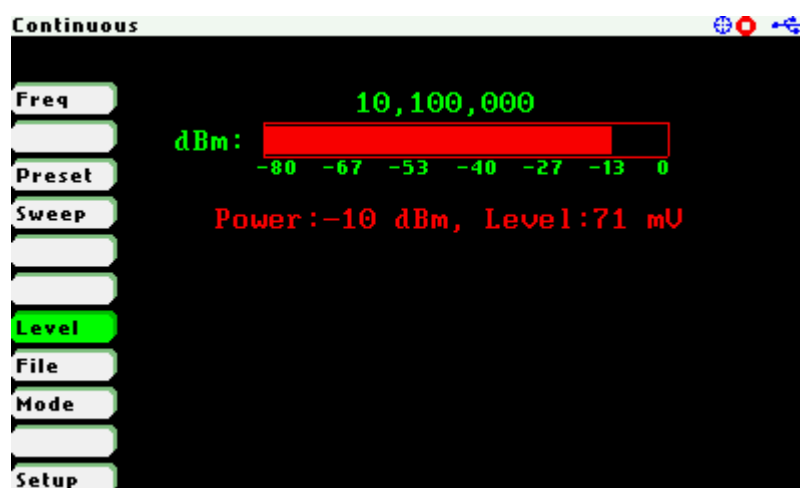 Continuous
Freq
10,100,000
dBm:
-80 -67 -53 -40 -27 -13 0
Preset
Sweep
Power:-10 dBm, Level:71 mV
Level
File
Mode
Setup